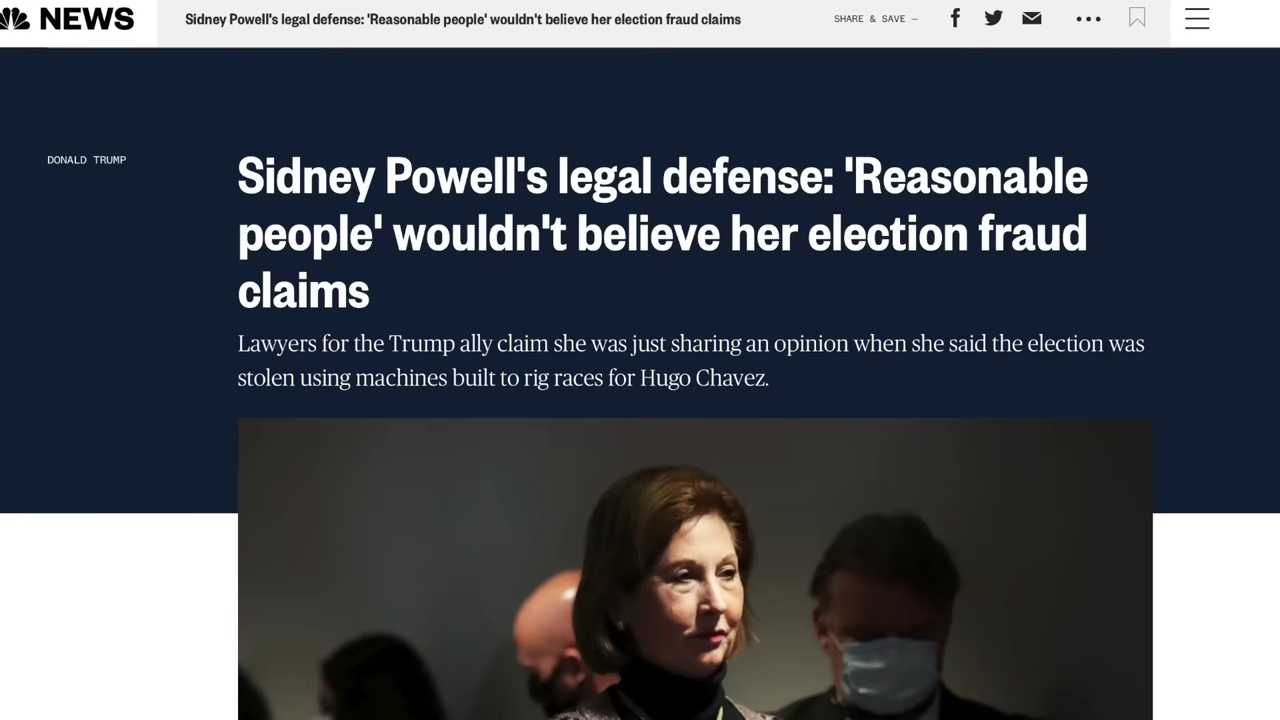 NEWS
Sidney Powell's legal defense: 'Reasonable people' wouldn't believe her election fraud claims
SHARE & SAVE —
DONALD TRUMP
Sidney Powell's legal defense: 'Reasonable
people' wouldn't believe her election fraud
claims
Lawyers for the Trump ally claim she was just sharing an opinion when she said the election was
stolen using machines built to rig races for Hugo Chavez.